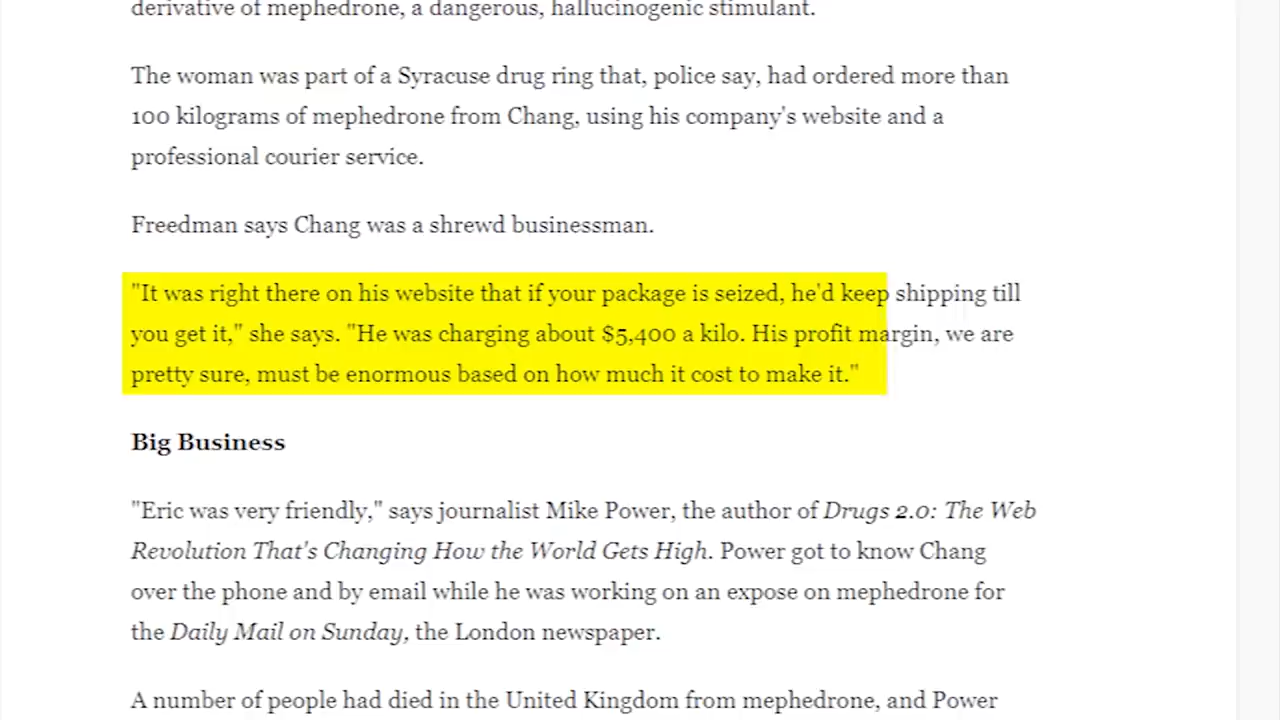 derivative of mephedrone, a dangerous, hallucinogenic stimulant.
The woman was part of a Syracuse drug ring that, police say, had ordered more than
100 kilograms of mephedrone from Chang, using his company's website and a
professional courier service.
Freedman says Chang was a shrewd businessman.
"It was right there on his website that if your package is seized, he'd keep shipping till
you get it," she says. "He was charging about $5,400 a kilo. His profit margin, we are
pretty sure, must be enormous based on how much it cost to make it."
Big Business
"Eric was very friendly," says journalist Mike Power, the author of Drugs 2.0: The Web
Revolution That's Changing How the World Gets High. Power got to know Chang
over the phone and by email while he was working on an expose on mephedrone for
the Daily Mail on Sunday, the London newspaper.
A number of people had died in the United Kingdom from mephedrone, and Power